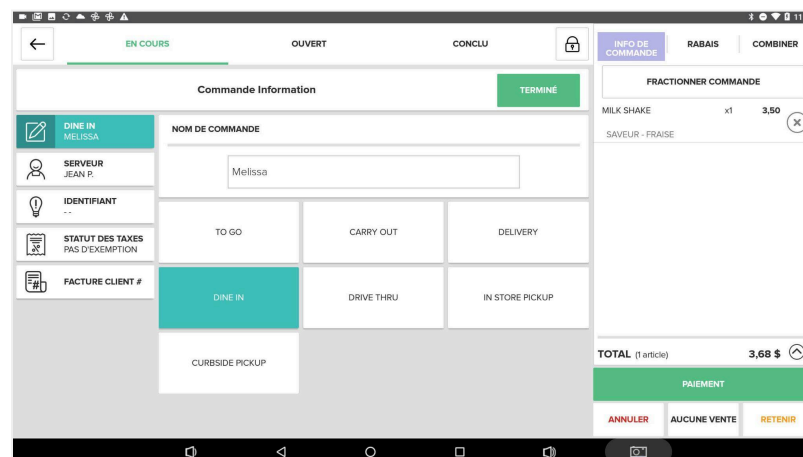 11
EN COURS
OUVERT
CONCLU
INFO DE
COMMANDE
RABAIS
COMBINER
Commande Information
TERMINÉ
FRACTIONNER COMMANDE
MILK SHAKE x1 3,50
SAVEUR - FRAISE
DINE IN
MELISSA
SERVEUR
JEAN P.
IDENTIFIANT
- -
STATUT DES TAXES
PAS D'EXEMPTION
FACTURE CLIENT #
NOM DE COMMANDE
Melissa
TO GO
CARRY OUT
DELIVERY
DINE IN
DRIVE THRU
IN STORE PICKUP
CURBSIDE PICKUP
TOTAL (1 article) 3,68 $
PAIEMENT
ANNULER
AUCUNE VENTE
RETENIR